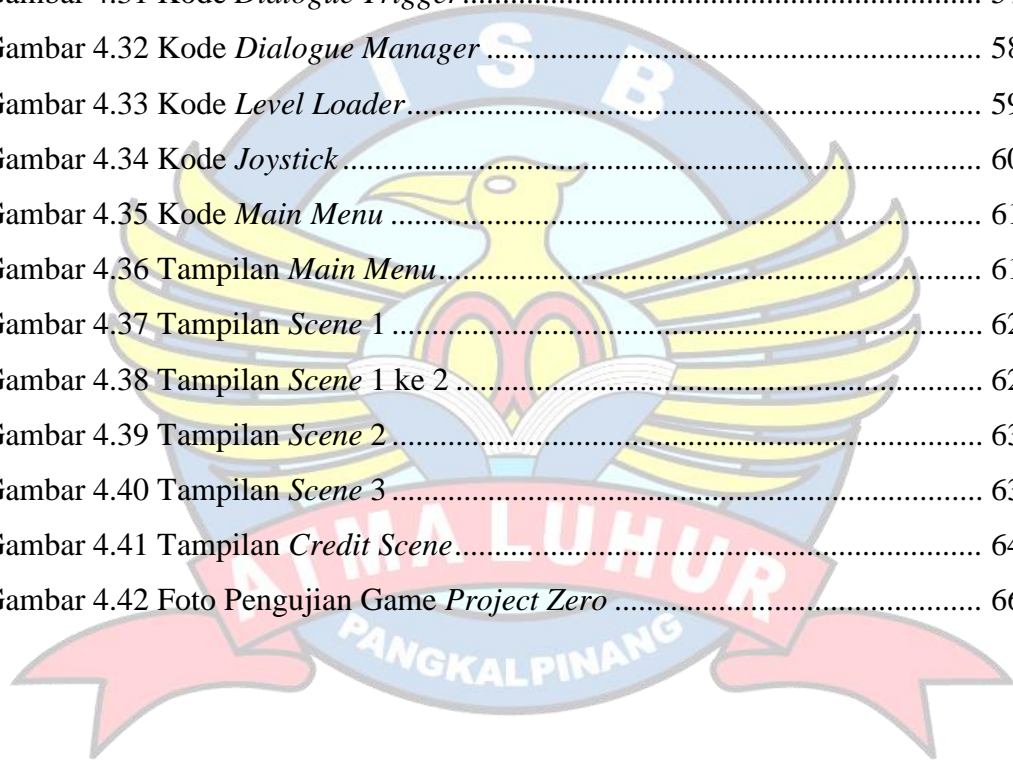 Gambar 4.32 Kode Dialogue Manager ........ 58
Gambar 4.33 Kode Level Loader ........ 59
Gambar 4.34 Kode Joystick ........ 60
Gambar 4.35 Kode Main Menu ........ 61
Gambar 4.36 Tampilan Main Menu ........ 61
Gambar 4.37 Tampilan Scene 1 ........ 62
Gambar 4.38 Tampilan Scene 1 ke 2 ........ 62
Gambar 4.39 Tampilan Scene 2 ........ 63
Gambar 4.40 Tampilan Scene 3 ........ 63
Gambar 4.41 Tampilan Credit Scene ........ 64
Gambar 4.42 Foto Pengujian Game Project Zero ........ 66
I S B
ATMA LUHUR
PANGKALPINANG